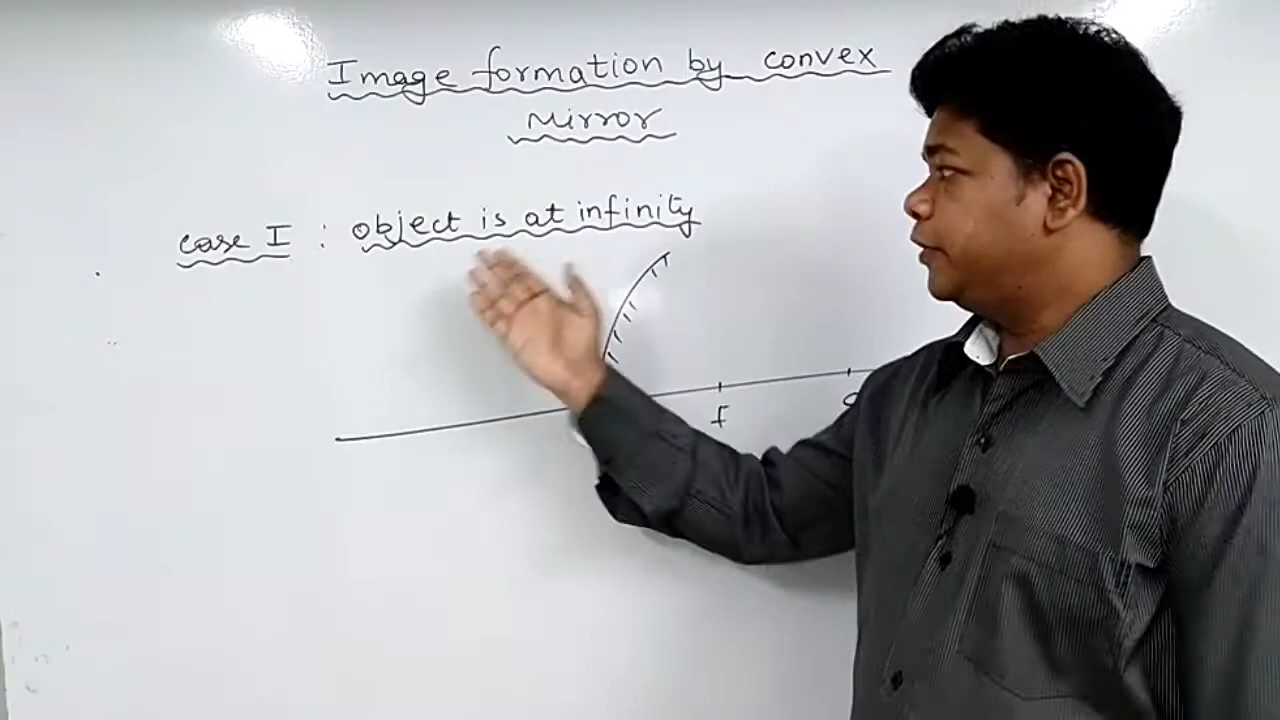 Image formation by convex
Mirror
case I : object is at infinity
F